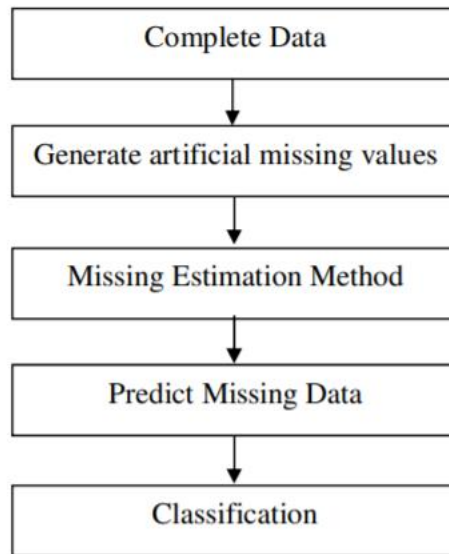 Complete Data
Generate artificial missing values
Missing Estimation Method
Predict Missing Data
Classification